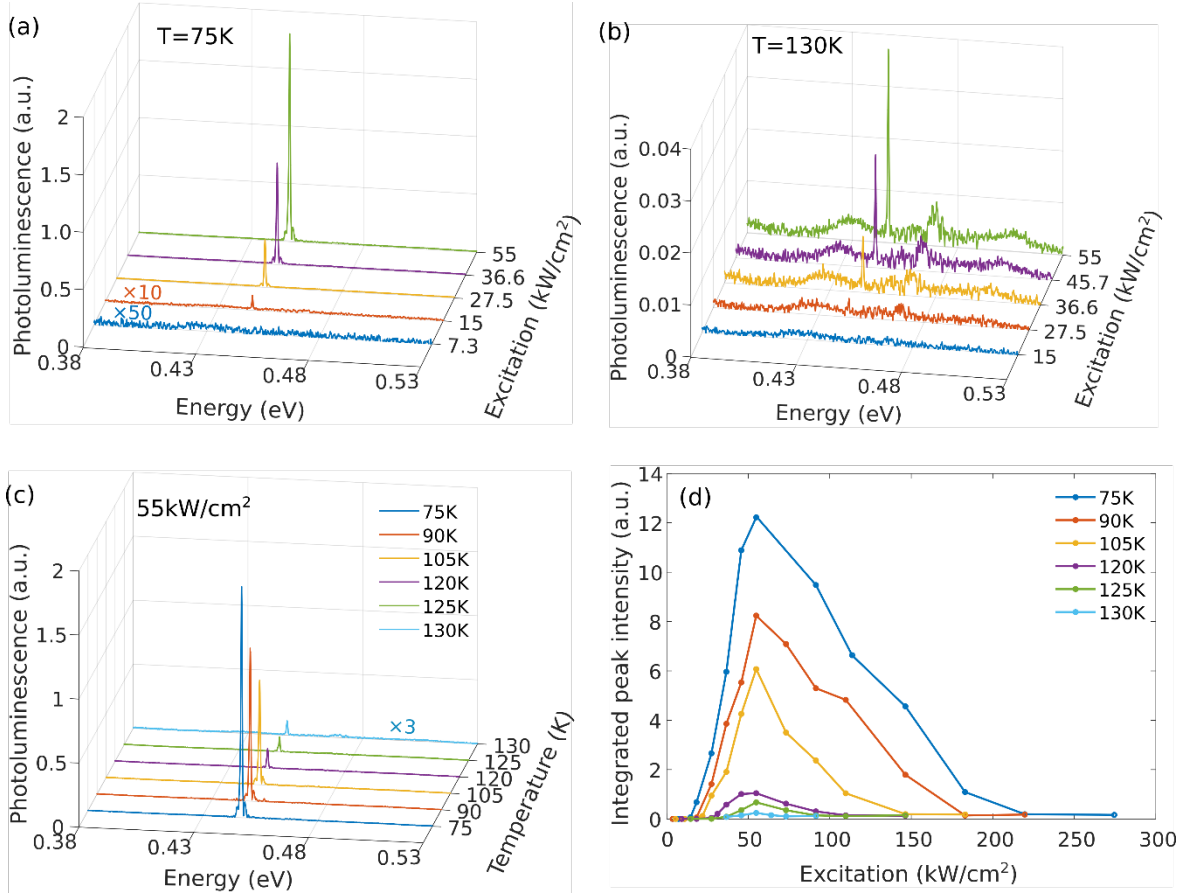 (a)
T=75K
Photoluminescence (a.u.)
2
1.5
1.0
0.5
0
×10
×50
0.38
0.43
0.48
0.53
Energy (eV)
55
36.6
27.5
15
7.3
Excitation (kW/cm²)
(b)
T=130K
Photoluminescence (a.u.)
0.04
0.03
0.02
0.01
0
0.38
0.43
0.48
0.53
Energy (eV)
55
45.7
36.6
27.5
15
Excitation (kW/cm²)
(c)
55kW/cm²
75K
90K
105K
120K
125K
130K
×3
Photoluminescence (a.u.)
2
1.5
1
0.5
0
0.38
0.43
0.48
0.53
Energy (eV)
130
125
120
105
90
75
Temperature (K)
(d)
75K
90K
105K
120K
125K
130K
Integrated peak intensity (a.u.)
14
12
10
8
6
4
2
0
0
50
100
150
200
250
300
Excitation (kW/cm²)